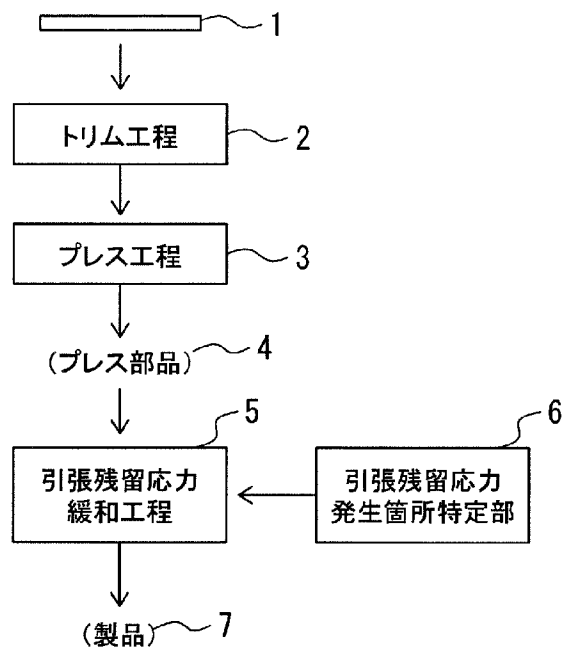 1
トリム工程
2
プレス工程
3
(プレス部品)
4
5
6
引張残留応力
緩和工程
引張残留応力
発生箇所特定部
(製品)
7